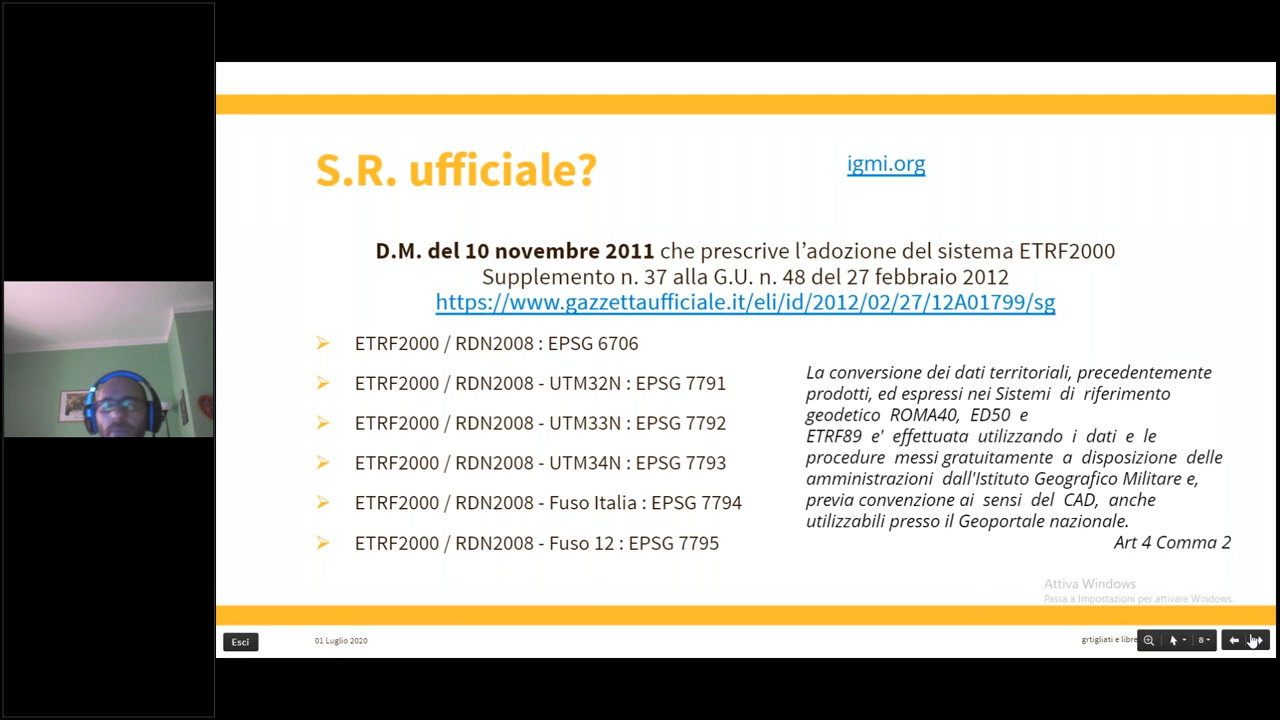 S.R. ufficiale?
igmi.org
D.M. del 10 novembre 2011 che prescrive l'adozione del sistema ETRF2000
Supplemento n. 37 alla G.U. n. 48 del 27 febbraio 2012
https://www.gazzettaufficiale.it/eli/id/2012/02/27/12A01799/sg
ETRF2000 / RDN2008 : EPSG 6706
ETRF2000 / RDN2008 - UTM32N : EPSG 7791
ETRF2000 / RDN2008 - UTM33N : EPSG 7792
ETRF2000 / RDN2008 - UTM34N : EPSG 7793
ETRF2000 / RDN2008 - Fuso Italia : EPSG 7794
ETRF2000 / RDN2008 - Fuso 12 : EPSG 7795
La conversione dei dati territoriali, precedentemente
prodotti, ed espressi nei Sistemi di riferimento
geodetico ROMA40, ED50 e
ETRF89 e' effettuata utilizzando i dati e le
procedure messi gratuitamente a disposizione delle
amministrazioni dall'Istituto Geografico Militare e,
previa convenzione ai sensi del CAD, anche
utilizzabili presso il Geoportale nazionale.
Art 4 Comma 2
Attiva Windows
Passa a Impostazioni per attivare Windows.
Esci
01 Luglio 2020
grtigliati e libre
8